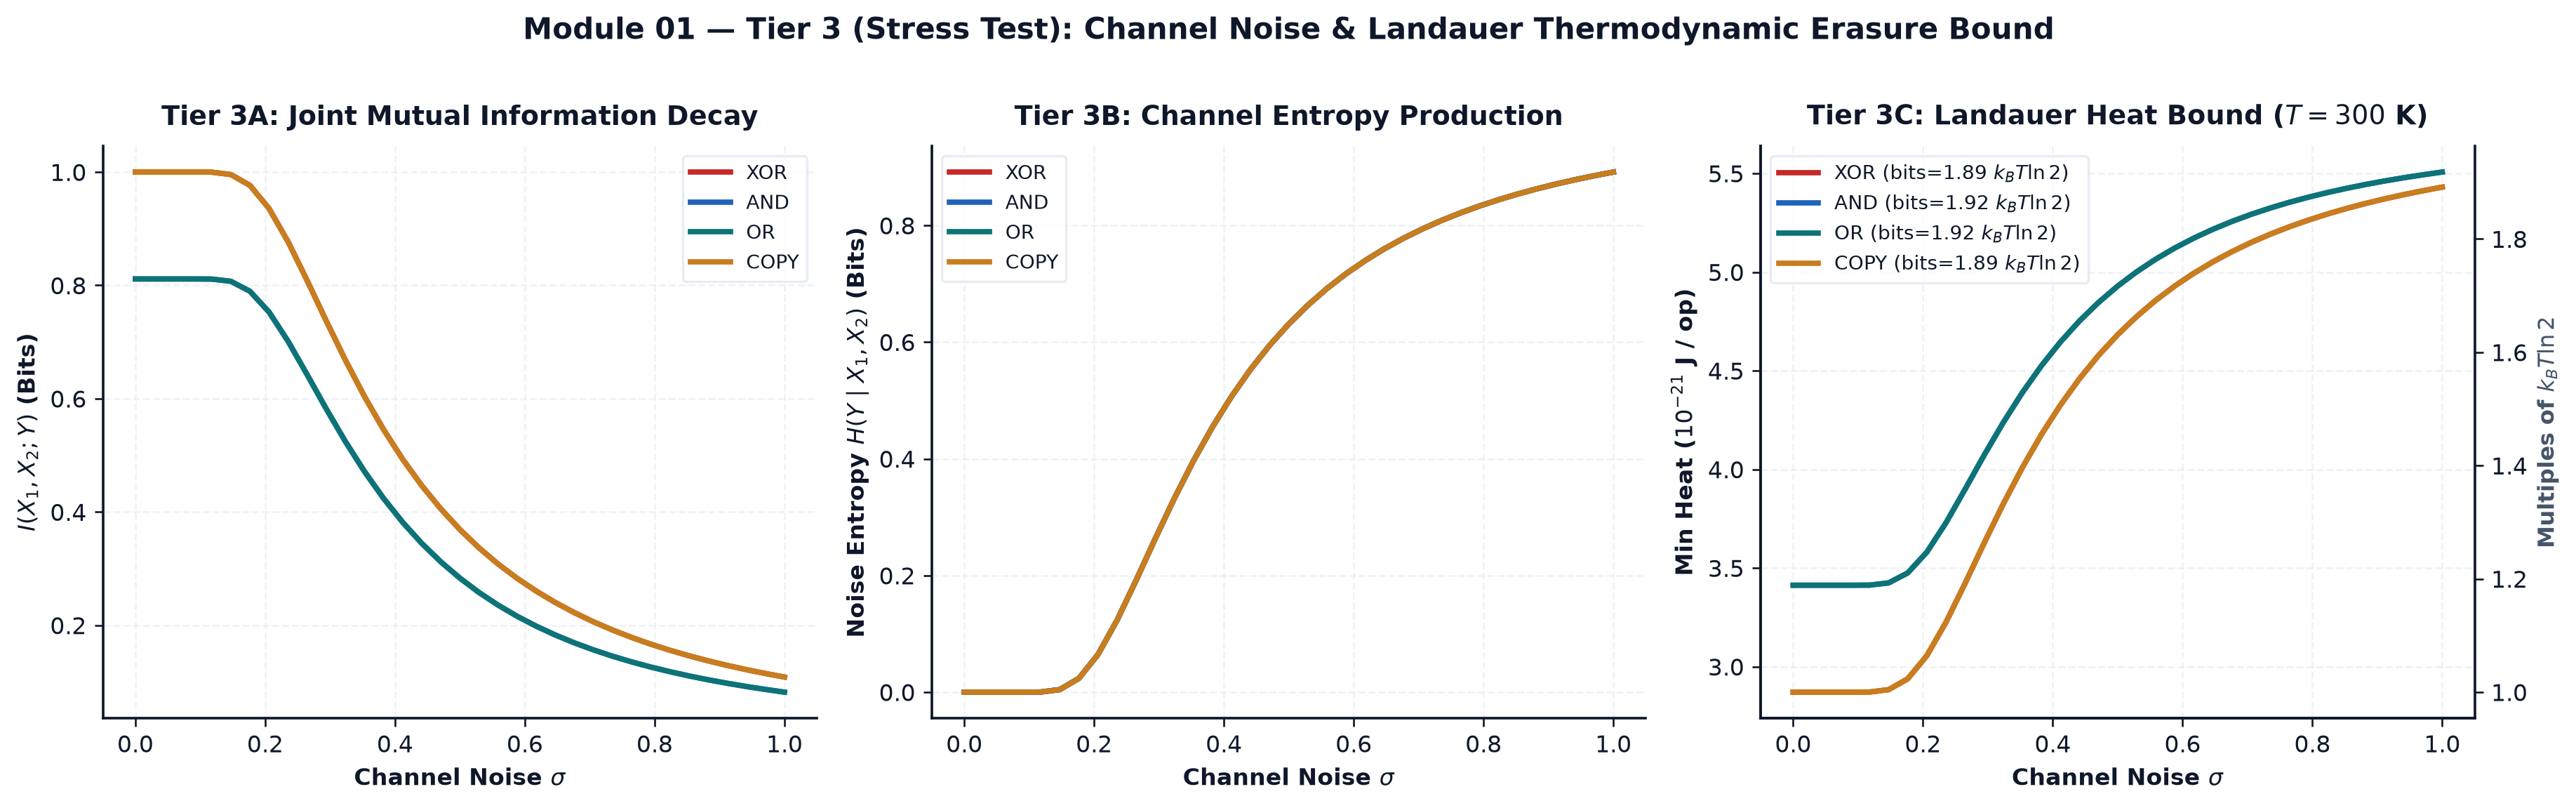 Module 01 — Tier 3 (Stress Test): Channel Noise & Landauer Thermodynamic Erasure Bound
Tier 3A: Joint Mutual Information Decay
I(X₁, X₂; Y) (Bits)
1.0
0.8
0.6
0.4
0.2
XOR
AND
OR
COPY
0.0 0.2 0.4 0.6 0.8 1.0
Channel Noise σ
Tier 3B: Channel Entropy Production
Noise Entropy H(Y | X₁, X₂) (Bits)
0.8
0.6
0.4
0.2
0.0
XOR
AND
OR
COPY
0.0 0.2 0.4 0.6 0.8 1.0
Channel Noise σ
Tier 3C: Landauer Heat Bound (T = 300 K)
Min Heat (10⁻²¹ J / op)
5.5
5.0
4.5
4.0
3.5
3.0
XOR (bits=1.89 k_BT ln 2)
AND (bits=1.92 k_BT ln 2)
OR (bits=1.92 k_BT ln 2)
COPY (bits=1.89 k_BT ln 2)
1.8
1.6
1.4
1.2
1.0
Multiples of k_BT ln 2
0.0 0.2 0.4 0.6 0.8 1.0
Channel Noise σ